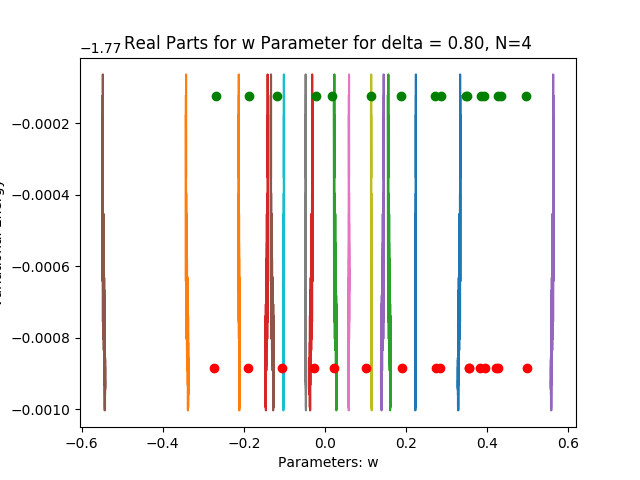 −1.77
Real Parts for w Parameter for delta = 0.80, N=4
−0.0002
−0.0004
−0.0006
−0.0008
−0.0010
−0.6 −0.4 −0.2 0.0 0.2 0.4 0.6
Parameters: w